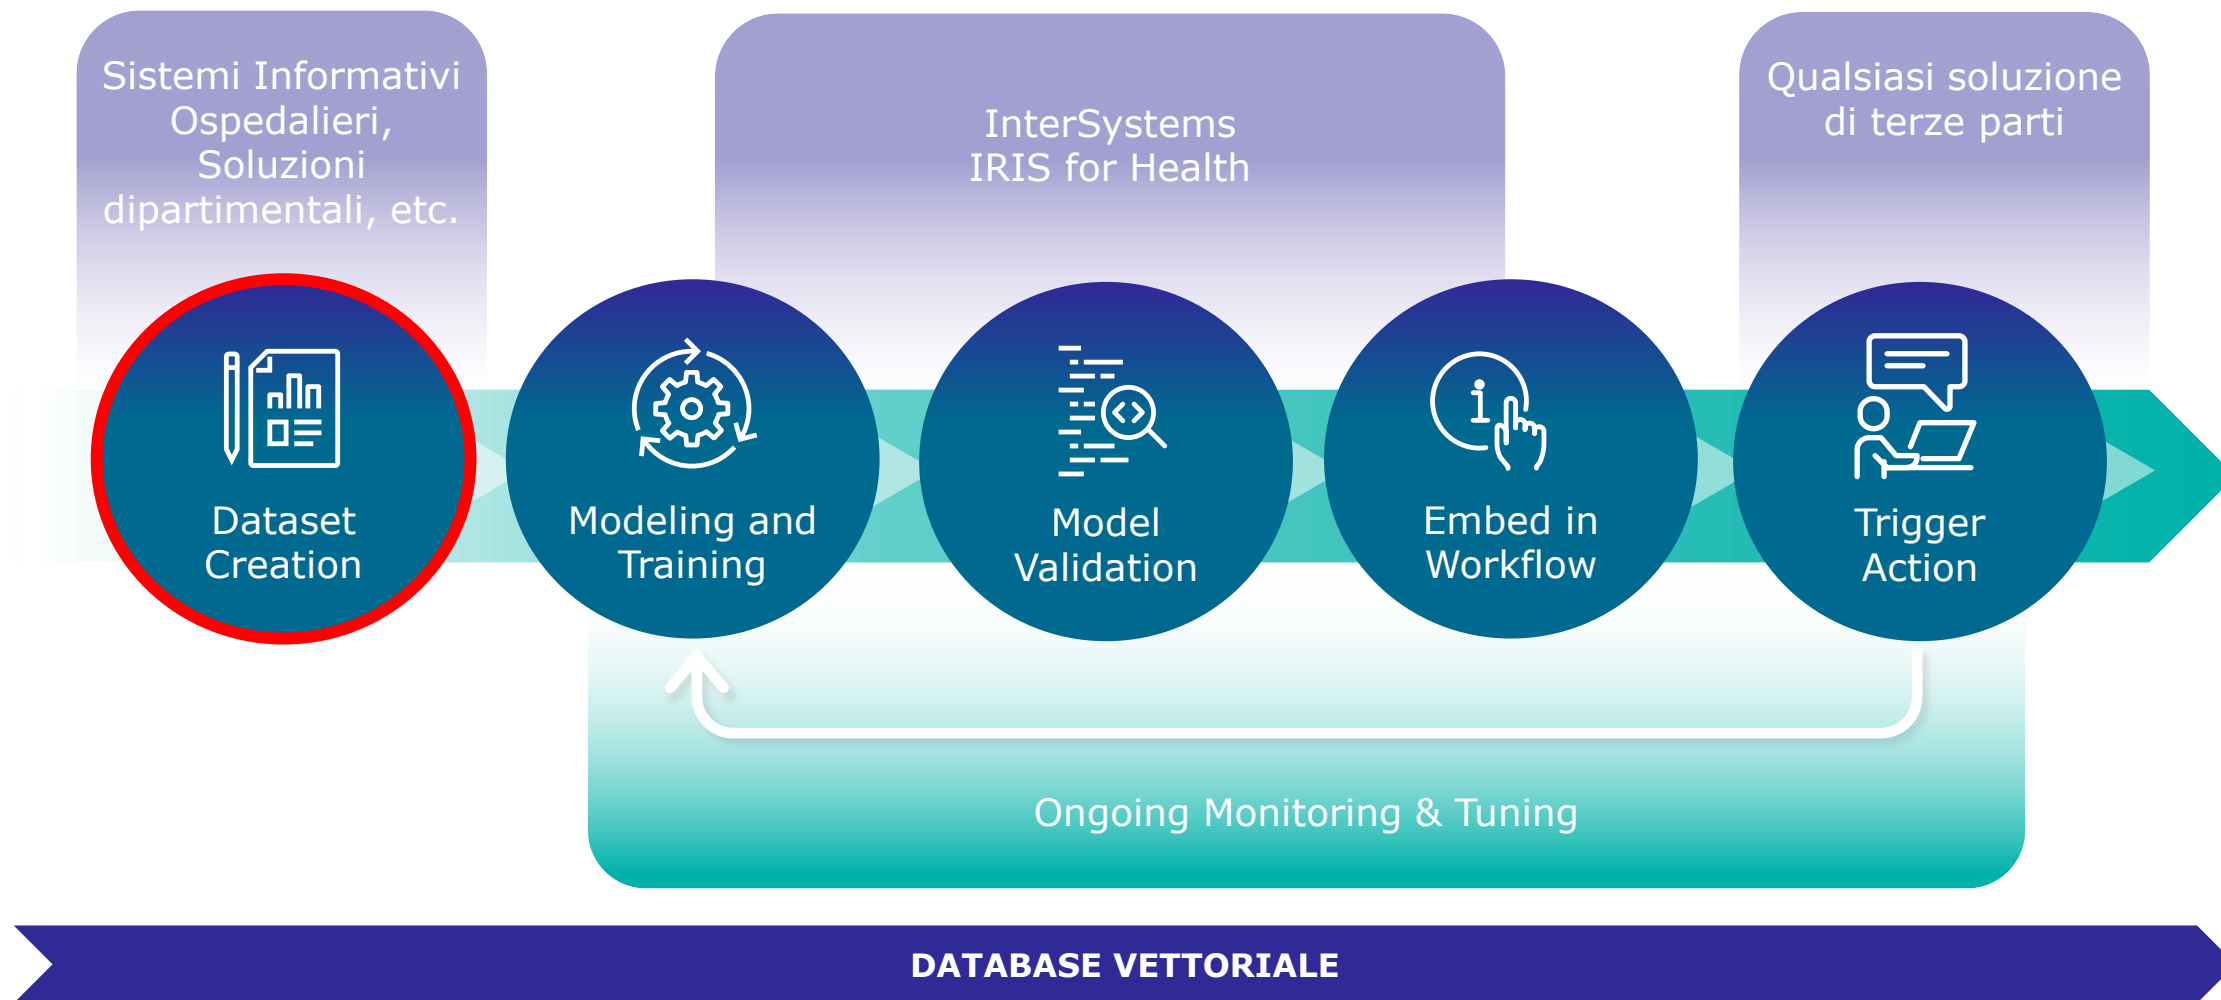 Sistemi Informativi
Ospedalieri,
Soluzioni
dipartimentali, etc.
InterSystems
IRIS for Health
Qualsiasi soluzione
di terze parti
Dataset
Creation
Modeling and
Training
Model
Validation
Embed in
Workflow
Trigger
Action
Ongoing Monitoring & Tuning
DATABASE VETTORIALE